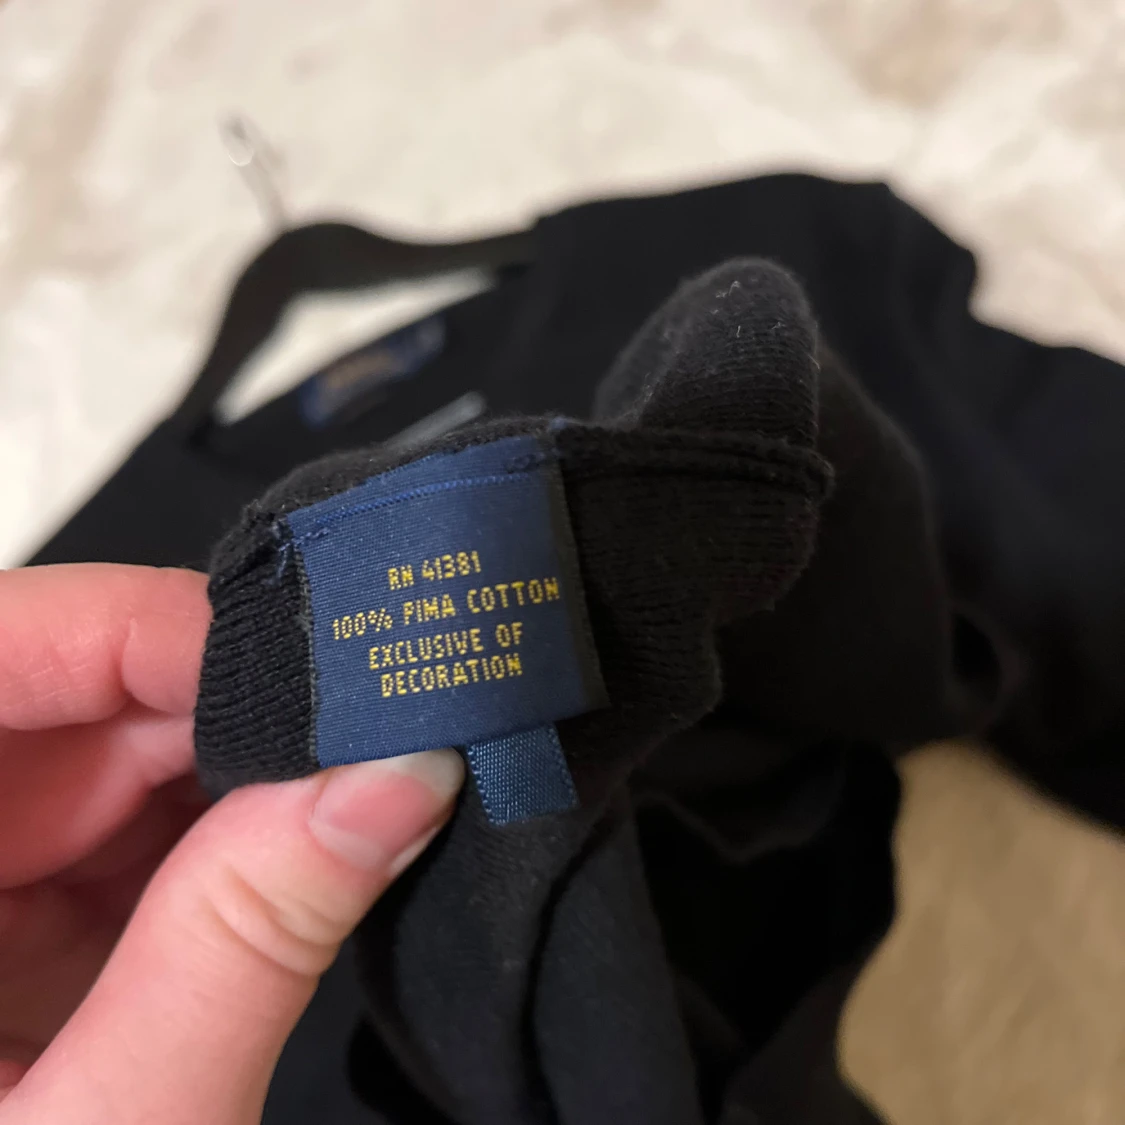 RN 41381
100% PIMA COTTON
EXCLUSIVE OF
DECORATION